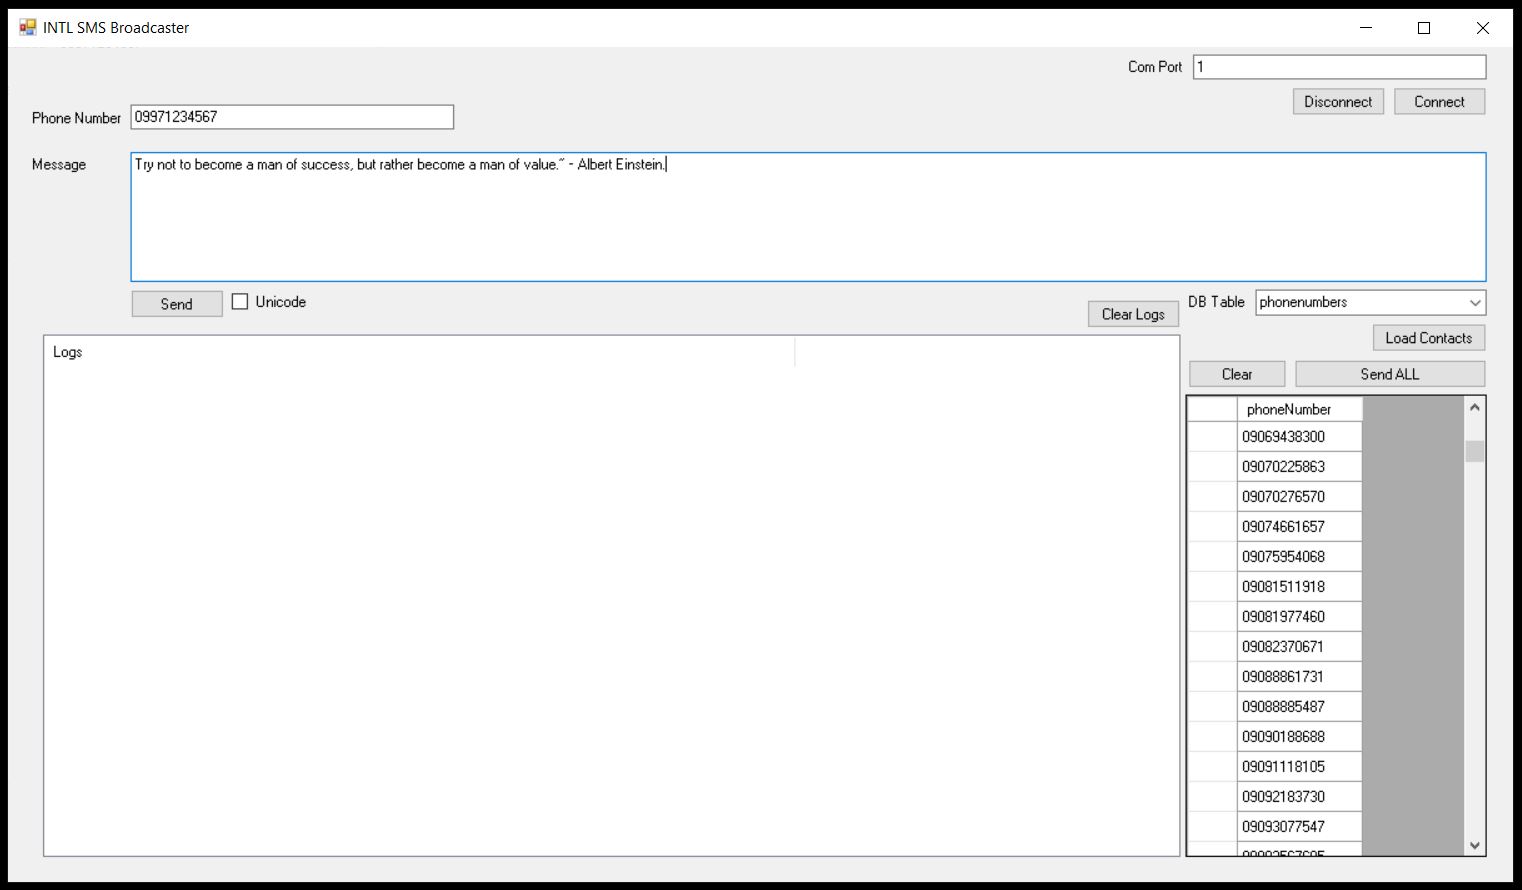 INTL SMS Broadcaster
Com Port 1
Disconnect Connect
Phone Number 09971234567
Message Try not to become a man of success, but rather become a man of value.” - Albert Einstein.
Send Unicode
Clear Logs DB Table phonenumbers
Load Contacts
Logs
Clear Send ALL
phoneNumber
09069438300
09070225863
09070276570
09074661657
09075954068
09081511918
09081977460
09082370671
09088861731
09088885487
09090188688
09091118105
09092183730
09093077547